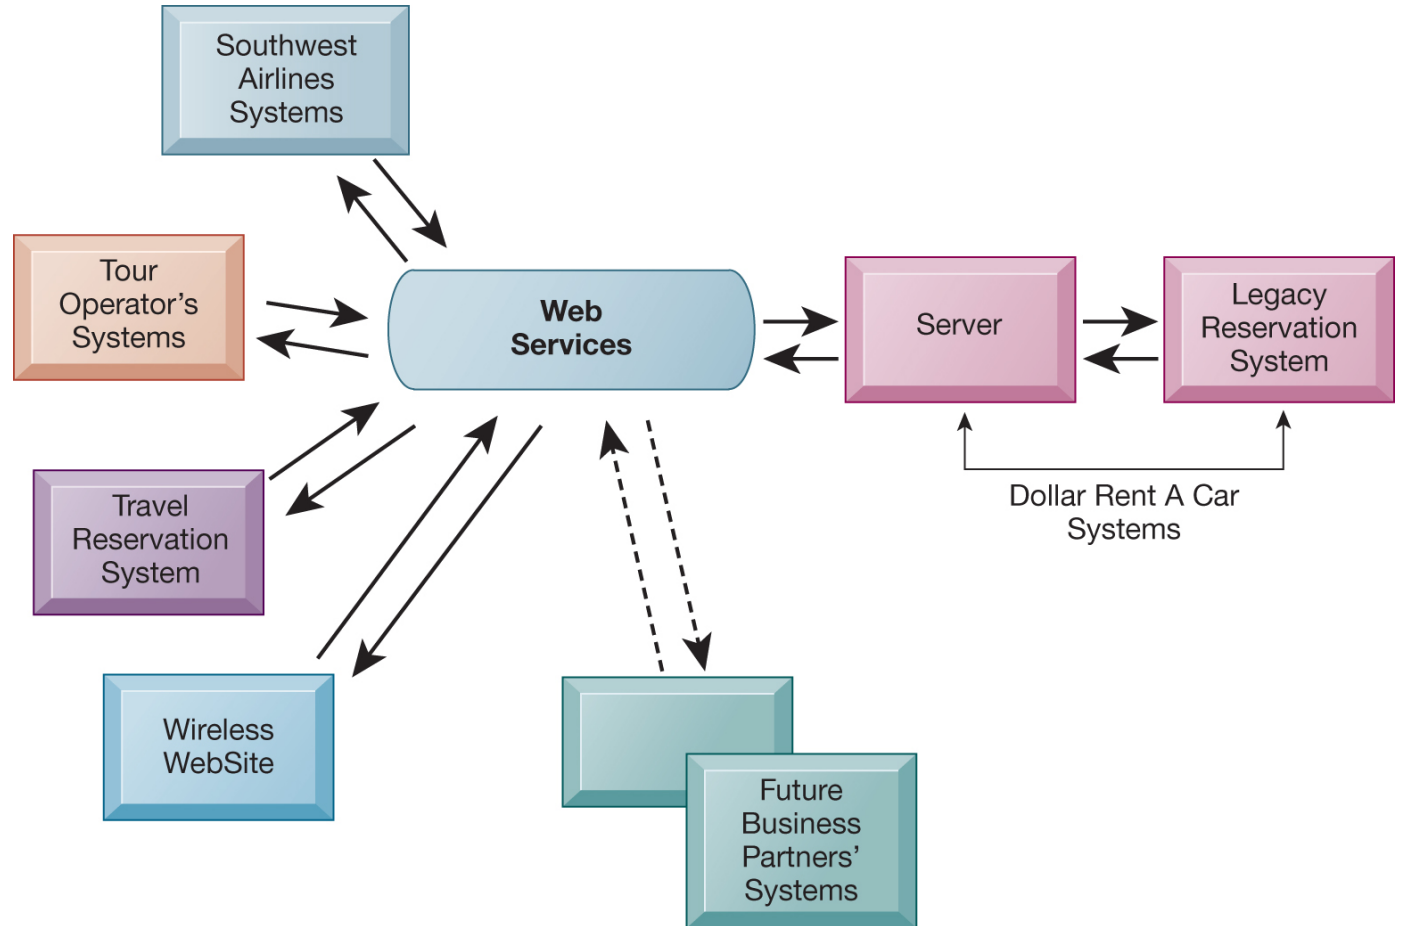 Southwest
Airlines
Systems
Tour
Operator’s
Systems
Web
Services
Server
Legacy
Reservation
System
Travel
Reservation
System
Dollar Rent A Car
Systems
Wireless
WebSite
Future
Business
Partners’
Systems